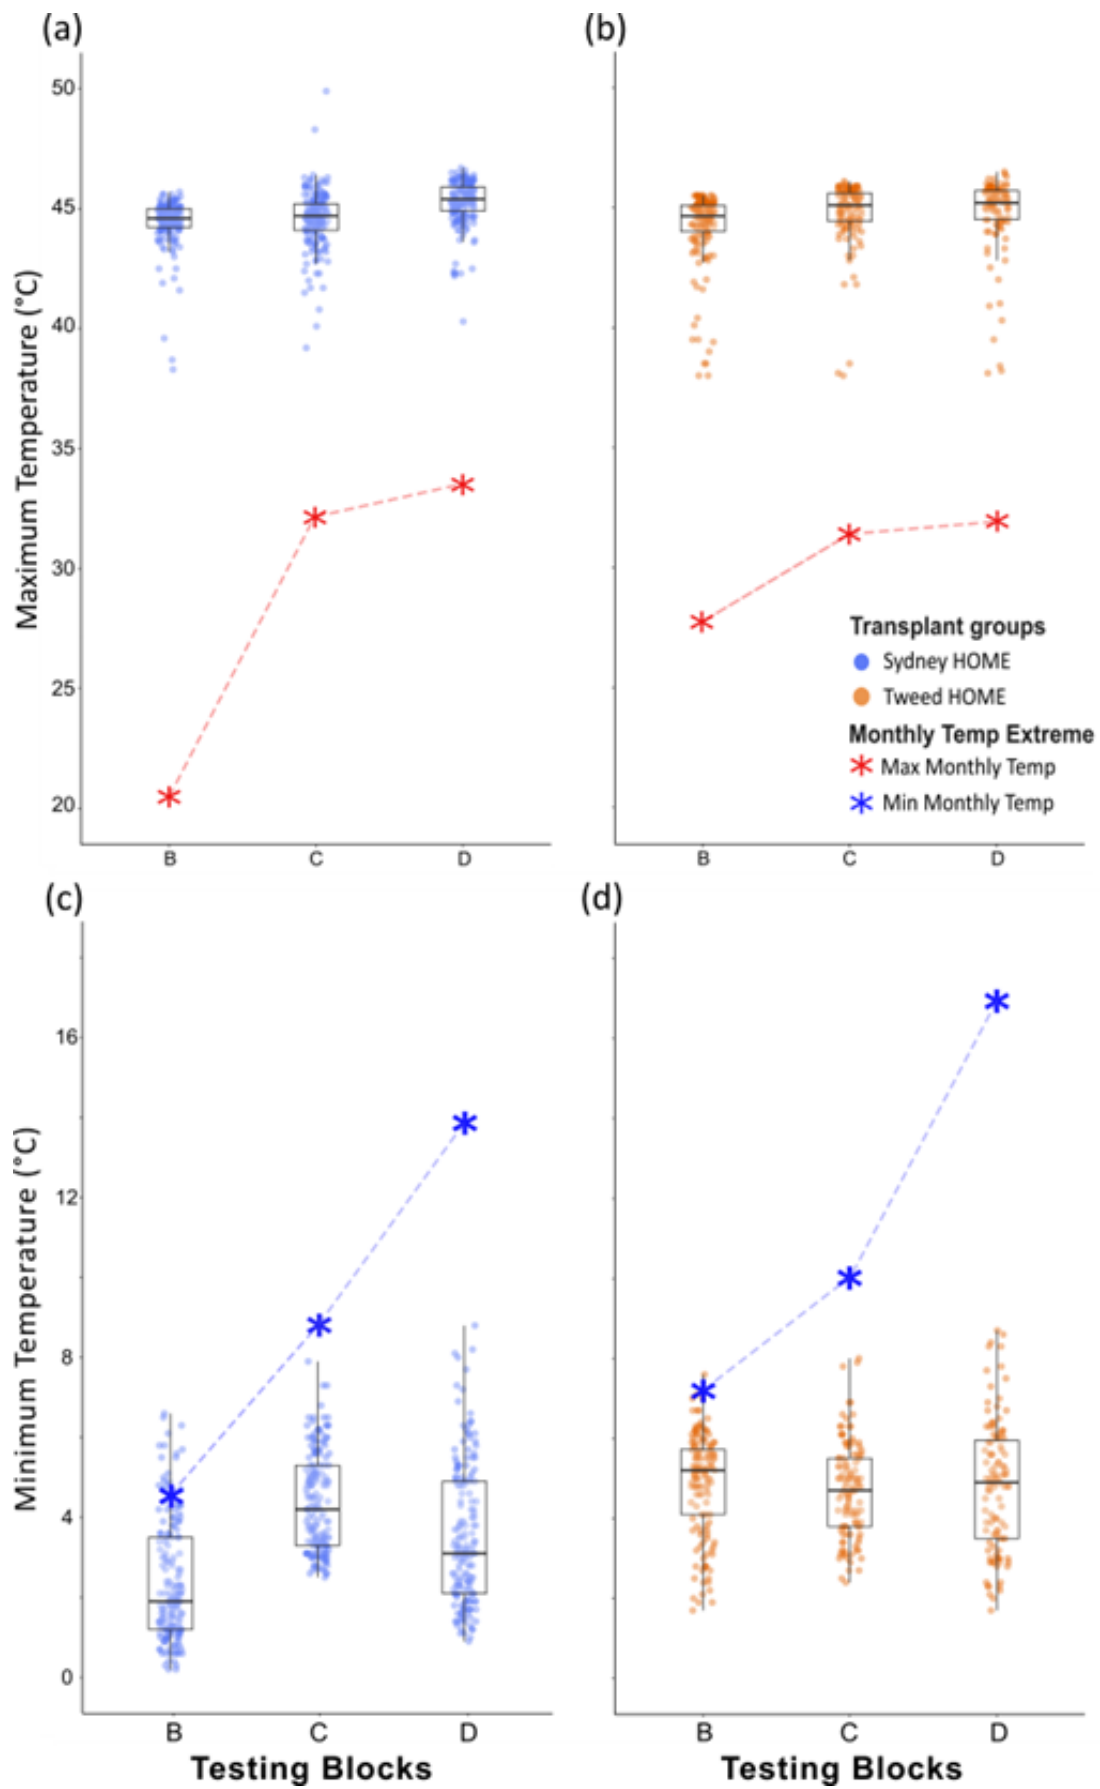 (a)
(b)
Maximum Temperature (°C)
50
45
40
35
30
25
20
B C D
B C D
Transplant groups
Sydney HOME
Tweed HOME
Monthly Temp Extreme
Max Monthly Temp
Min Monthly Temp
(c)
(d)
Minimum Temperature (°C)
16
12
8
4
0
B C D
B C D
Testing Blocks
Testing Blocks